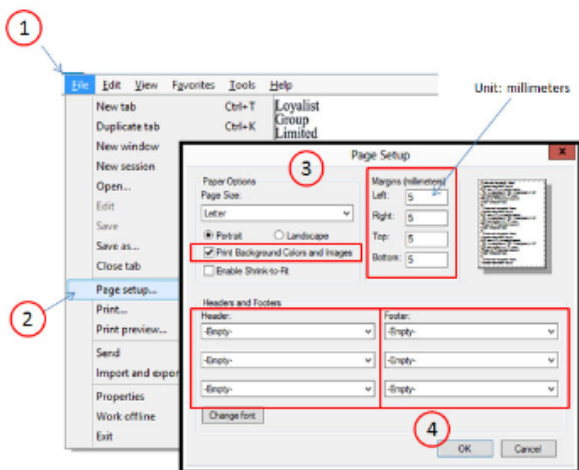 1
File Edit View Favorites Tools Help
Unit: millimeters
New tab Ctrl+T
Duplicate tab Ctrl+K
New window
New session
Open...
Edit
Save
Save as...
Close tab
2
Page setup...
Print...
Print preview...
Send
Import and expor
Properties
Work offline
Exit
Loyalist
Group
Limited
3
Page Setup
x
Paper Options
Page Size:
Letter
Portrait Landscape
Print Background Colors and Images
Enable Shrink-to-Fit
Margins (millimeters)
Left: 5
Right: 5
Top: 5
Bottom: 5
Headers and Footers
Header: Footer:
-Empty- -Empty-
-Empty- -Empty-
-Empty- -Empty-
Change font
4
OK Cancel